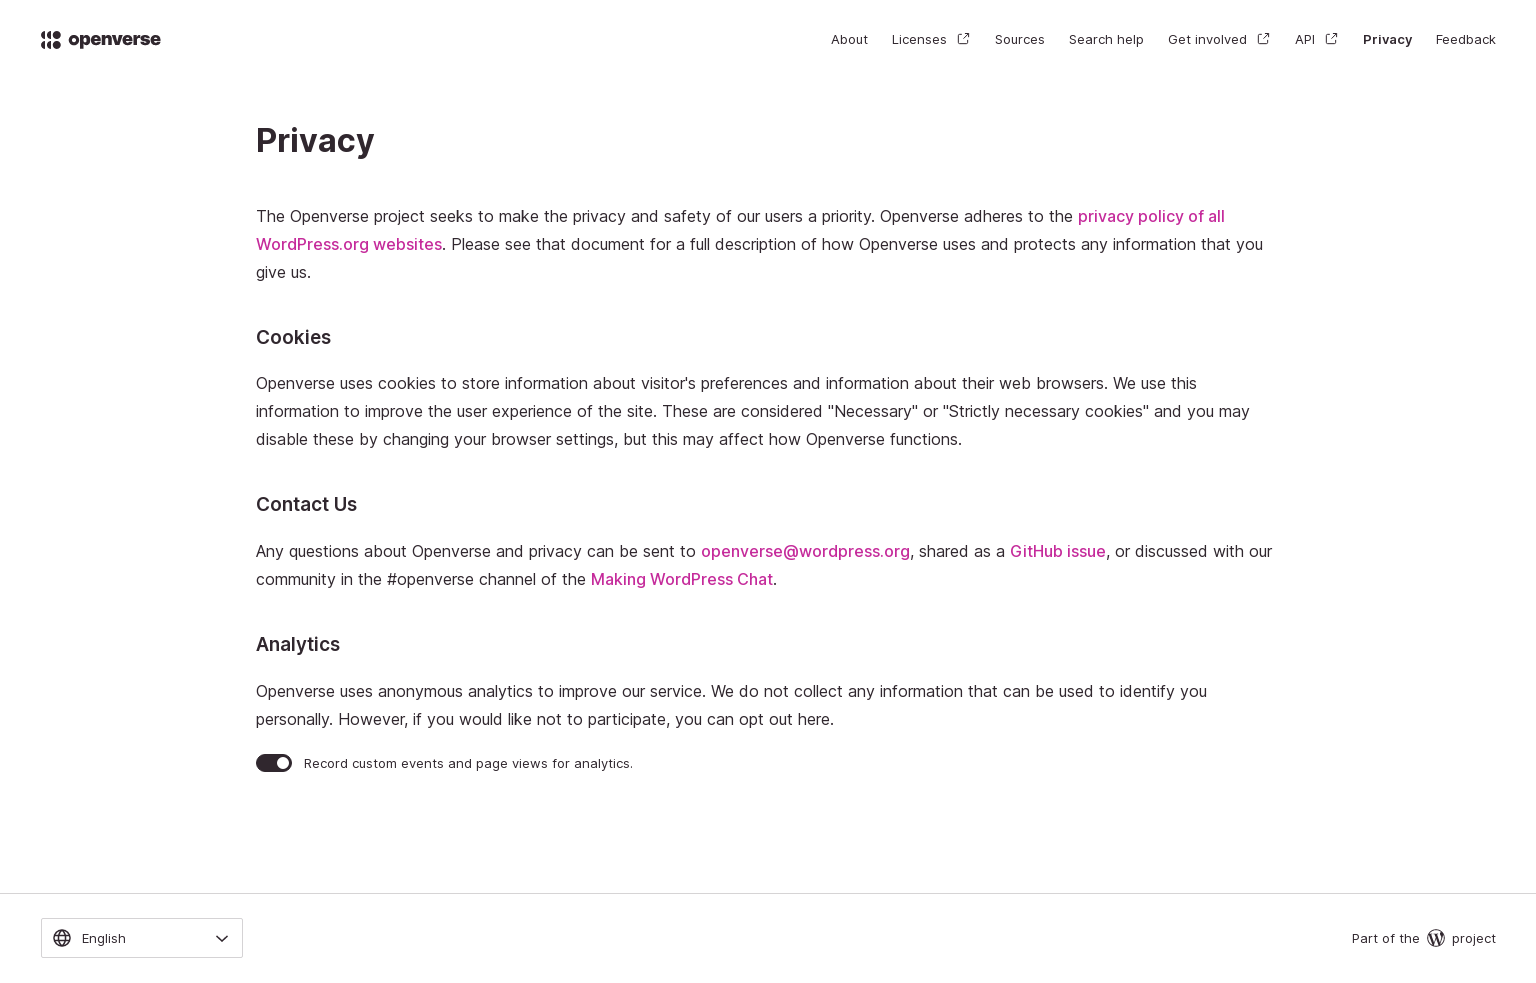 openverse
About Licenses Sources Search help Get involved API Privacy Feedback
Privacy
The Openverse project seeks to make the privacy and safety of our users a priority. Openverse adheres to the privacy policy of all
WordPress.org websites. Please see that document for a full description of how Openverse uses and protects any information that you
give us.
Cookies
Openverse uses cookies to store information about visitor's preferences and information about their web browsers. We use this
information to improve the user experience of the site. These are considered "Necessary" or "Strictly necessary cookies" and you may
disable these by changing your browser settings, but this may affect how Openverse functions.
Contact Us
Any questions about Openverse and privacy can be sent to openverse@wordpress.org, shared as a GitHub issue, or discussed with our
community in the #openverse channel of the Making WordPress Chat.
Analytics
Openverse uses anonymous analytics to improve our service. We do not collect any information that can be used to identify you
personally. However, if you would like not to participate, you can opt out here.
Record custom events and page views for analytics.
English
Part of the project